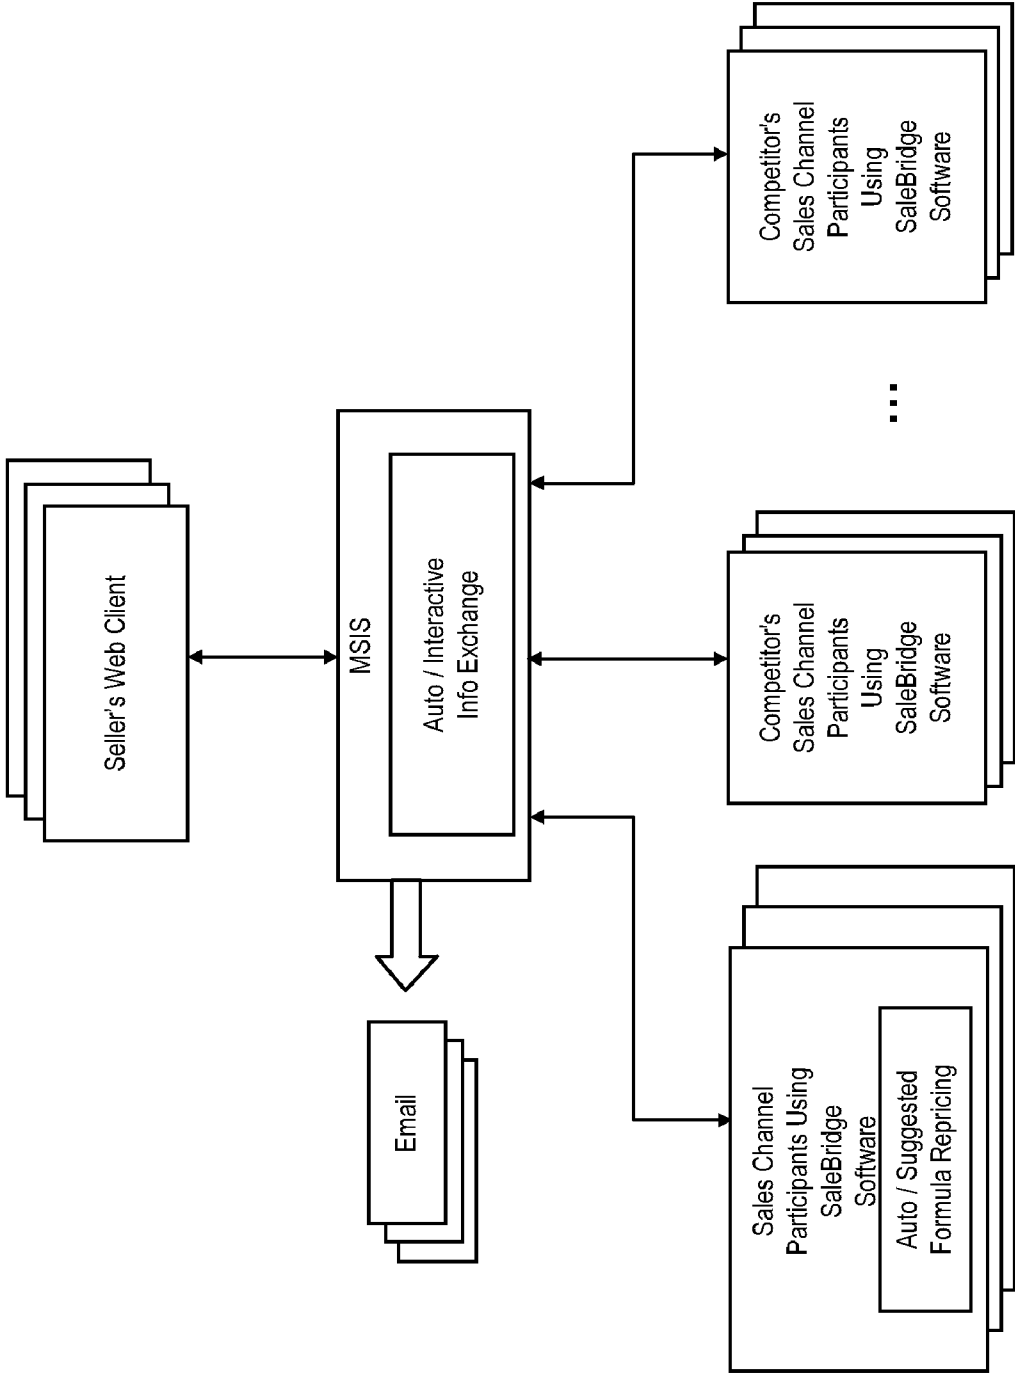 Seller's Web Client
MSIS
Auto / Interactive
Info Exchange
Email
Sales Channel
Participants Using
SaleBridge
Software
Auto / Suggested
Formula Repricing
Competitor's
Sales Channel
Participants
Using
SaleBridge
Software
...
Competitor's
Sales Channel
Participants
Using
SaleBridge
Software